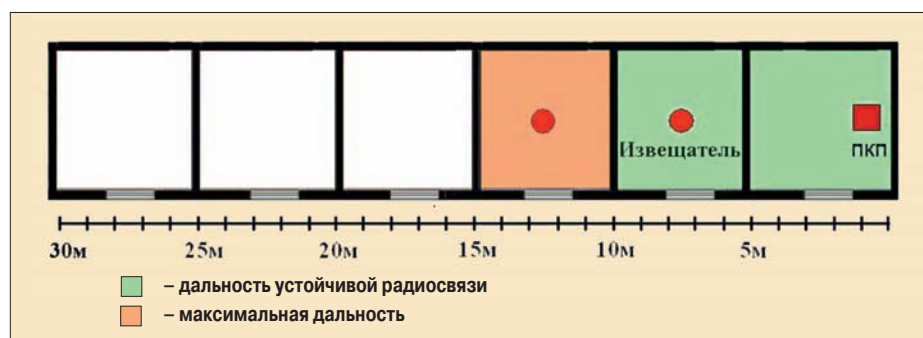 Извещатель
ПКП
30м 25м 20м 15м 10м 5м
– дальность устойчивой радиосвязи
– максимальная дальность